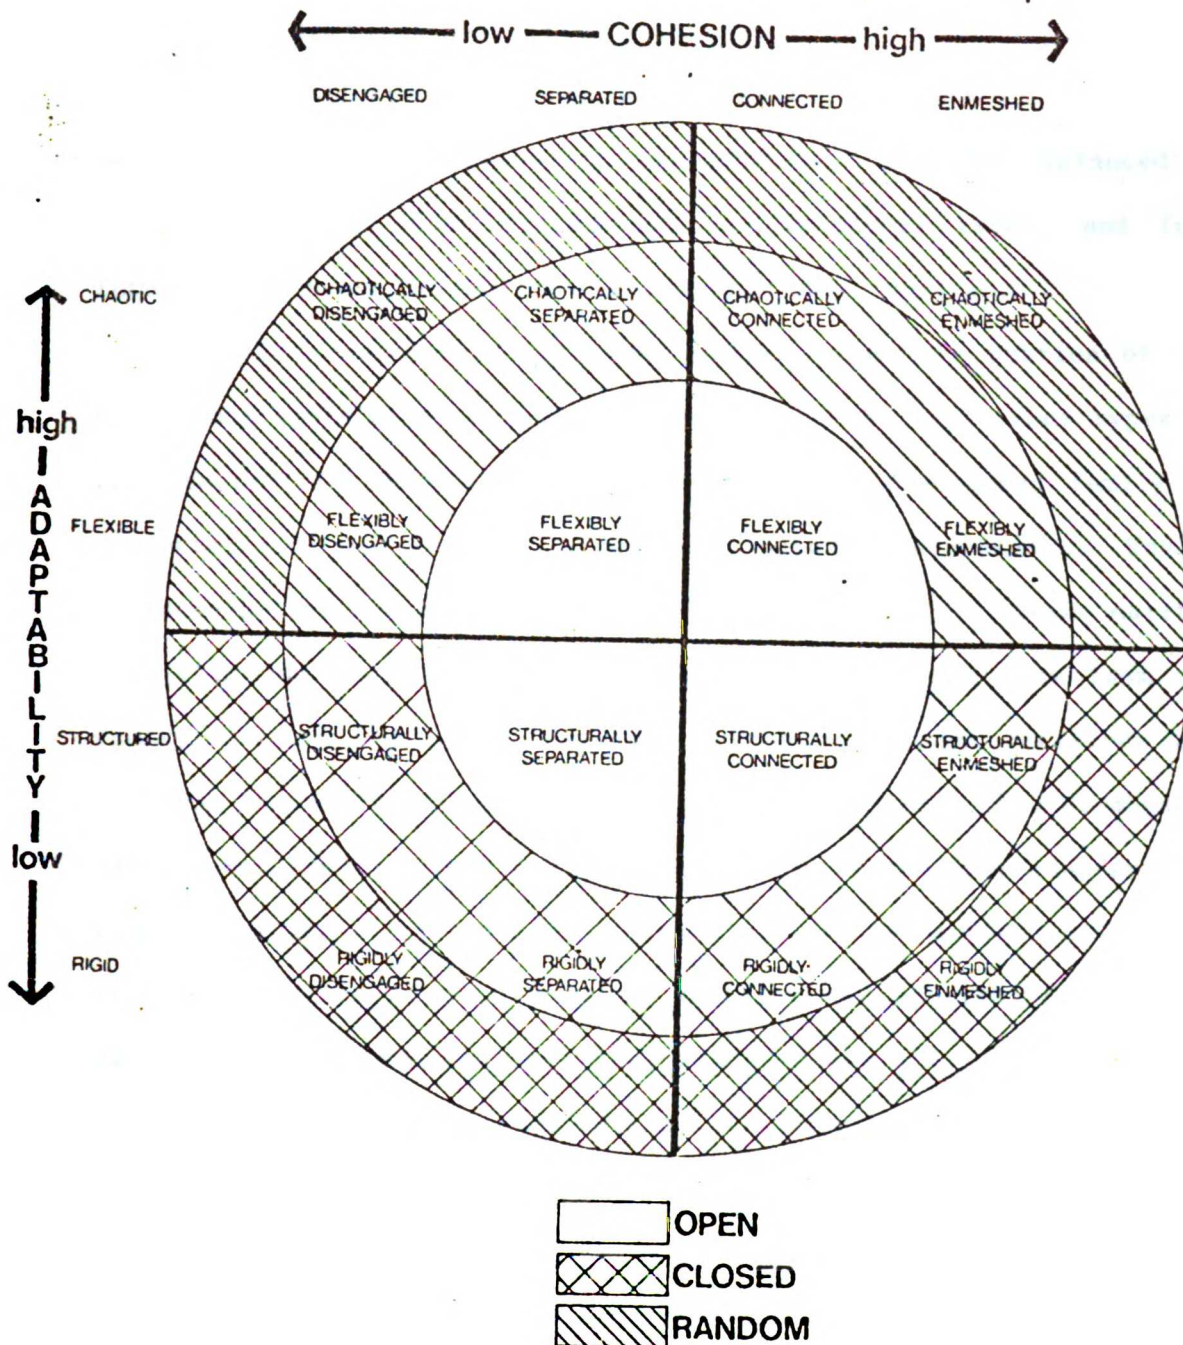 low COHESION high
DISENGAGED SEPARATED CONNECTED ENMESHED
CHAOTIC
CHAOTICALLY DISENGAGED
CHAOTICALLY SEPARATED
CHAOTICALLY CONNECTED
CHAOTICALLY ENMESHED
high
ADAPTABILITY
low
FLEXIBLE
FLEXIBLY DISENGAGED
FLEXIBLY SEPARATED
FLEXIBLY CONNECTED
FLEXIBLY ENMESHED
STRUCTURED
STRUCTURALLY DISENGAGED
STRUCTURALLY SEPARATED
STRUCTURALLY CONNECTED
STRUCTURALLY ENMESHED
RIGID
RIGIDLY DISENGAGED
RIGIDLY SEPARATED
RIGIDLY CONNECTED
RIGIDLY ENMESHED
OPEN
CLOSED
RANDOM